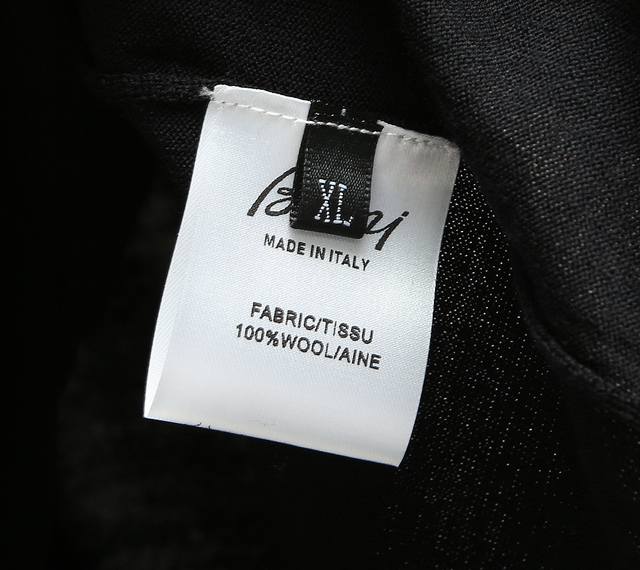 XL
MADE IN ITALY
FABRIC/TISSU
100%WOOL/AINE